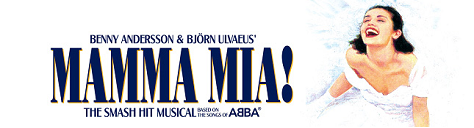 BENNY ANDERSSON & BJÖRN ULVAEUS'
MAMMA MIA!
THE SMASH HIT MUSICAL BASED ON THE SONGS OF ABBA®